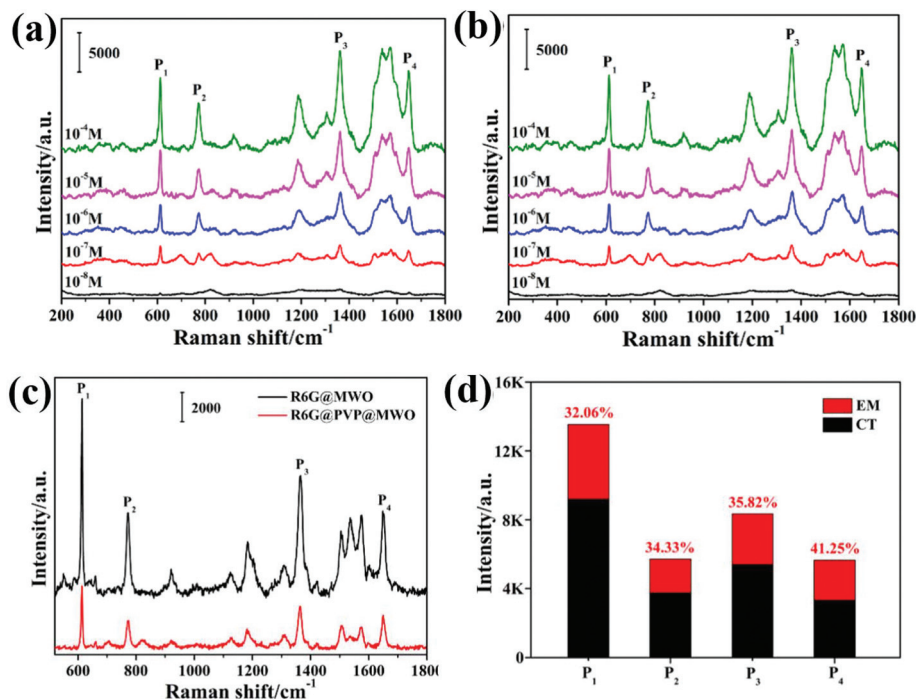 (a)
5000
P1
P2
P3
P4
10-4M
10-5M
10-6M
10-7M
10-8M
Intensity/a.u.
200 400 600 800 1000 1200 1400 1600 1800
Raman shift/cm-1
(b)
5000
P1
P2
P3
P4
10-4M
10-5M
10-6M
10-7M
10-8M
Intensity/a.u.
200 400 600 800 1000 1200 1400 1600 1800
Raman shift/cm-1
(c)
P1
2000
R6G@MWO
R6G@PVP@MWO
P2
P3
P4
Intensity/a.u.
600 800 1000 1200 1400 1600 1800
Raman shift/cm-1
(d)
16K
12K
8K
4K
0
Intensity/a.u.
EM
CT
32.06%
34.33%
35.82%
41.25%
P1 P2 P3 P4